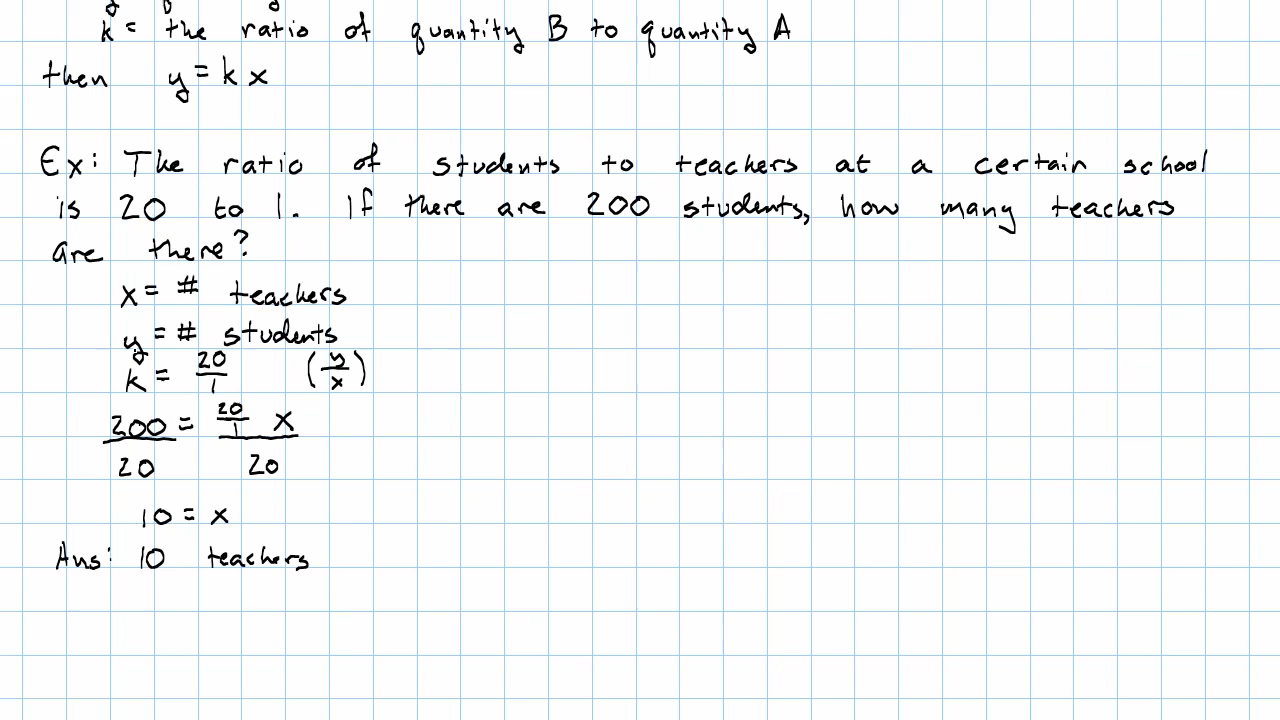 k = the ratio of quantity B to quantity A
then y = k x
Ex: The ratio of students to teachers at a certain school
is 20 to 1. If there are 200 students, how many teachers
are there?
x = # teachers
y = # students
k = 20/1 (y/x)
200 = 20/1 x
20 20
10 = x
Ans: 10 teachers